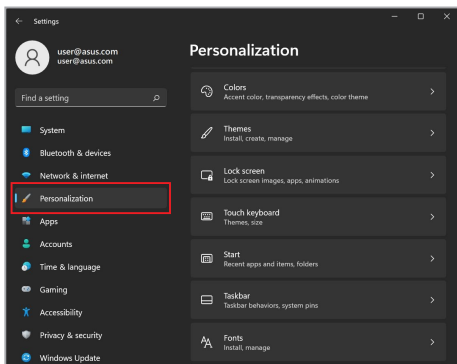 Settings
user@asus.com
user@asus.com
Find a setting
System
Bluetooth & devices
Network & internet
Personalization
Apps
Accounts
Time & language
Gaming
Accessibility
Privacy & security
Windows Update
Personalization
Colors
Accent color, transparency effects, color theme
Themes
Install, create, manage
Lock screen
Lock screen images, apps, animations
Touch keyboard
Themes, size
Start
Recent apps and items, folders
Taskbar
Taskbar behaviors, system pins
Fonts
Install, manage